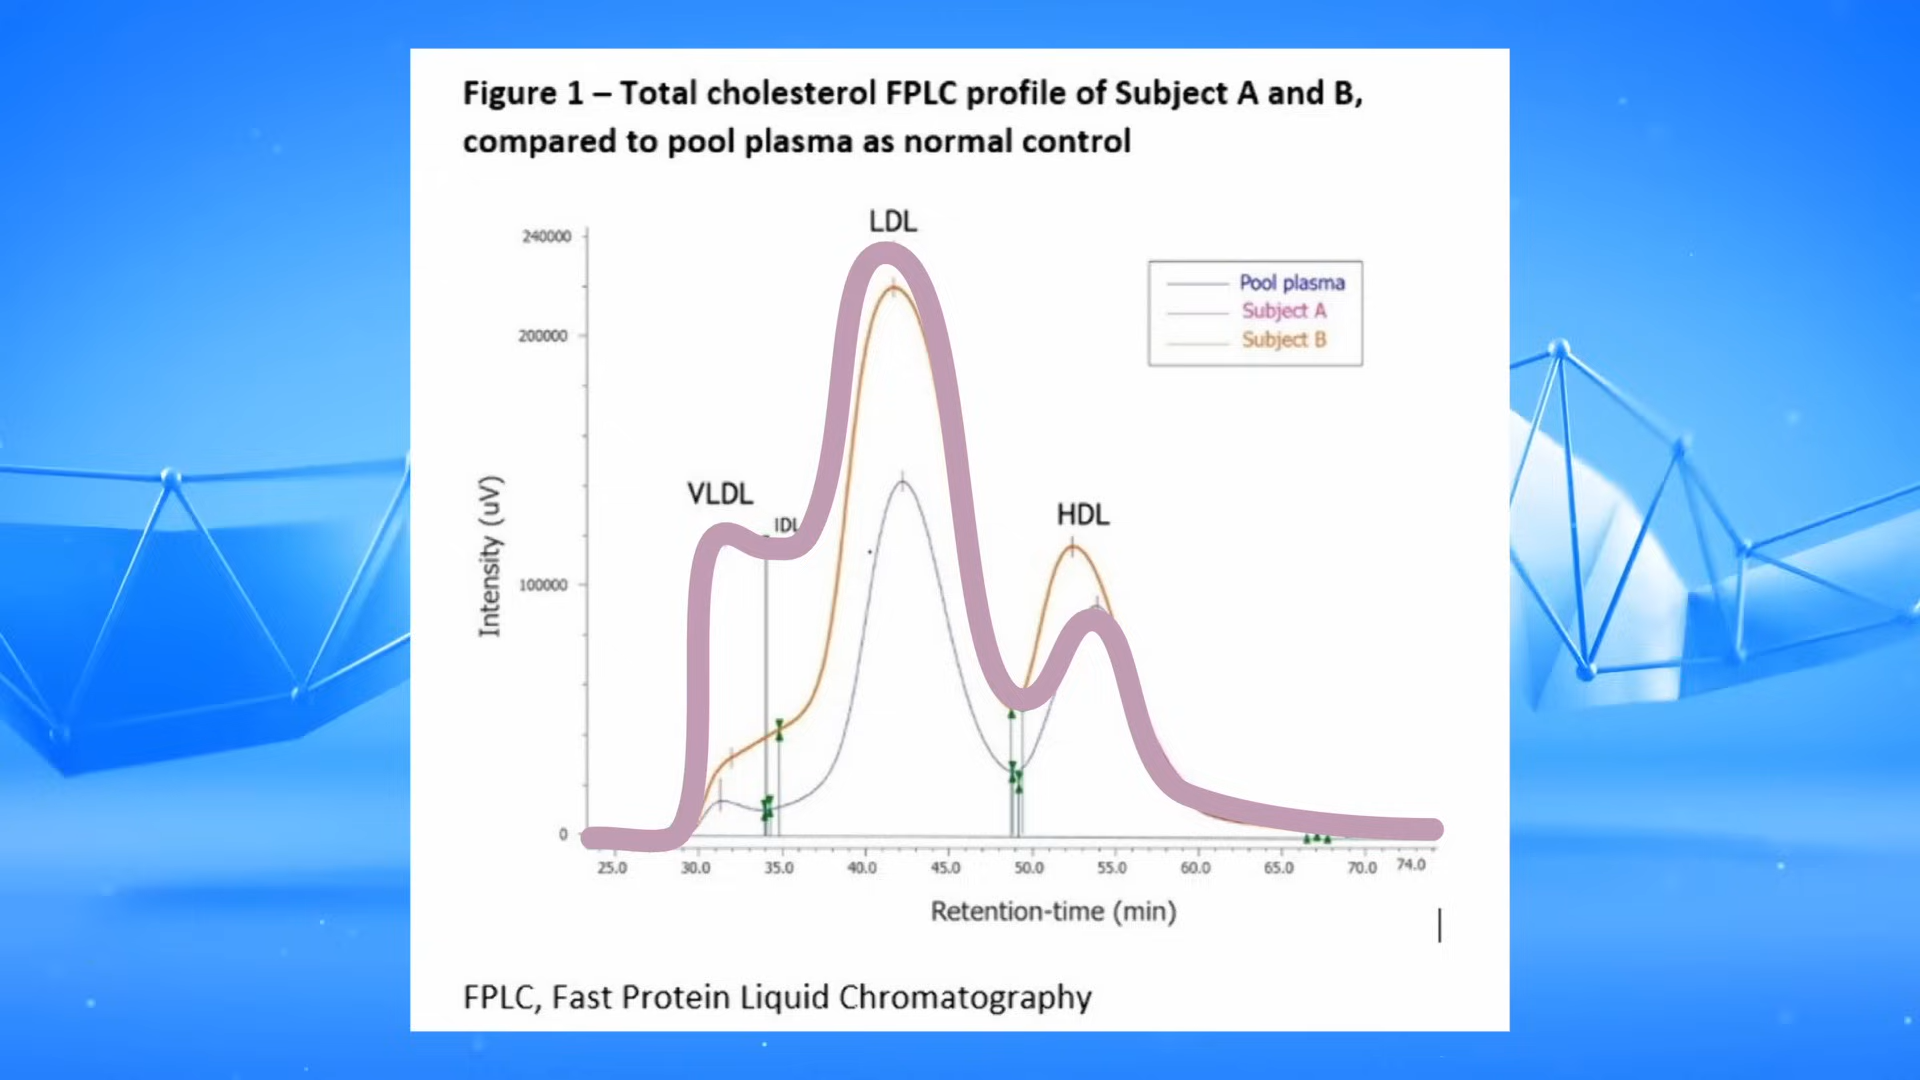 Figure 1 – Total cholesterol FPLC profile of Subject A and B,
compared to pool plasma as normal control
LDL
240000
Pool plasma
Subject A
Subject B
200000
VLDL
IDL
HDL
Intensity (uV)
100000
0
25.0 30.0 35.0 40.0 45.0 50.0 55.0 60.0 65.0 70.0 74.0
Retention-time (min)
FPLC, Fast Protein Liquid Chromatography